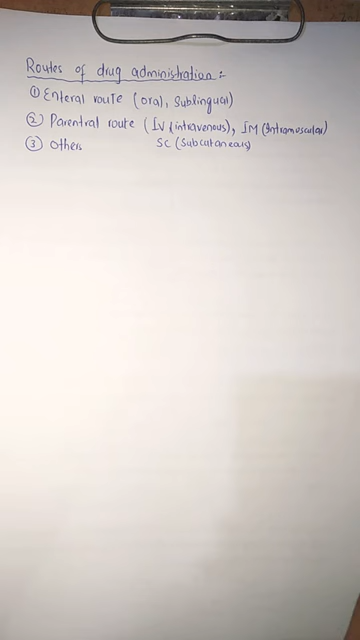 Routes of drug administration :-
① Enteral route (oral, Sublingual)
② Parentral route (IV (intravenous), IM (Intramuscular)
SC (Subcutaneous)
③ Others